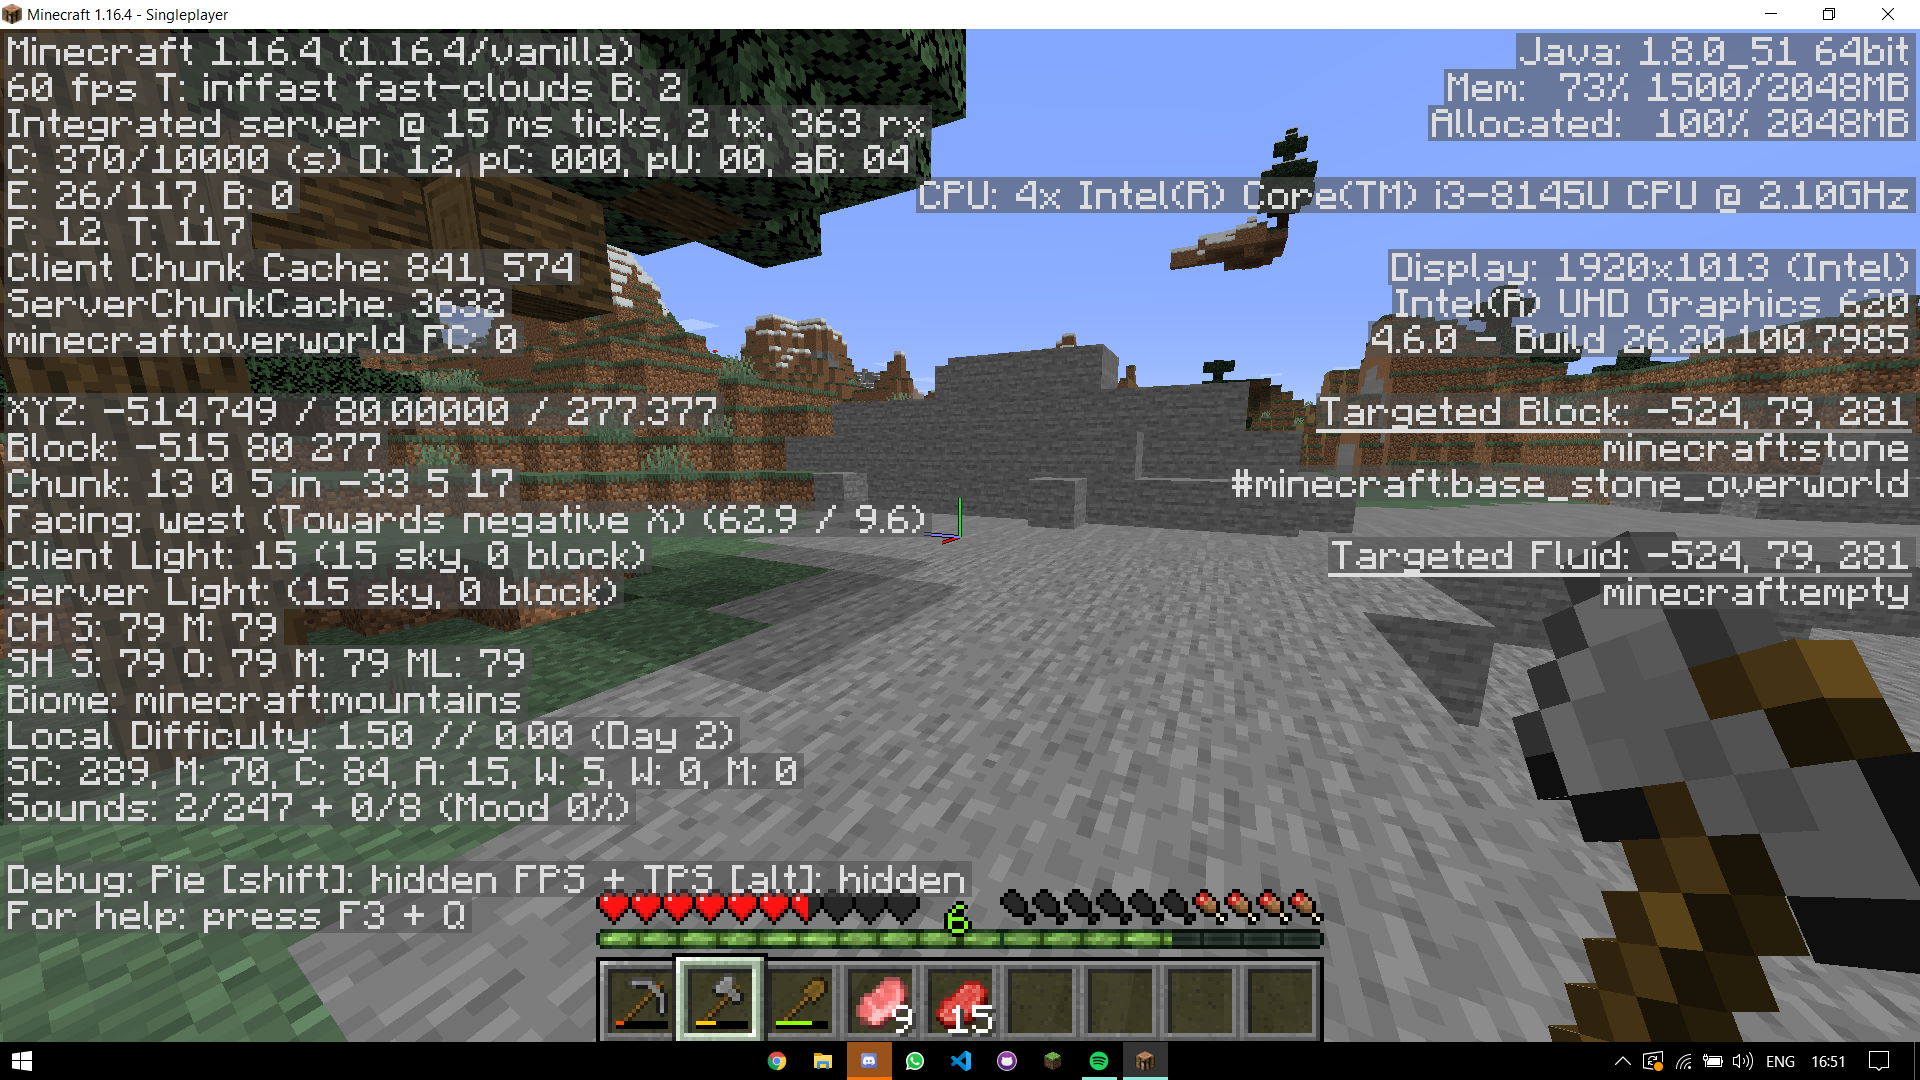 Minecraft 1.16.4 - Singleplayer
Minecraft 1.16.4 (1.16.4/vanilla)
60 fps T: inffast fast-clouds B: 2
Integrated server @ 15 ms ticks, 2 tx, 363 rx
C: 370/10000 (s) D: 12, pC: 000, pU: 00, aB: 04
E: 26/117, B: 0
P: 12. T: 117
Client Chunk Cache: 841, 574
ServerChunkCache: 3632
minecraft:overworld FC: 0
XYZ: -514.749 / 80.00000 / 277.377
Block: -515 80 277
Chunk: 13 0 5 in -33 5 17
Facing: west (Towards negative X) (62.9 / 9.6)
Client Light: 15 (15 sky, 0 block)
Server Light: (15 sky, 0 block)
CH S: 79 M: 79
SH S: 79 O: 79 M: 79 ML: 79
Biome: minecraft:mountains
Local Difficulty: 1.50 // 0.00 (Day 2)
SC: 289, M: 70, C: 84, A: 15, W: 5, W: 0, M: 0
Sounds: 2/247 + 0/8 (Mood 0%)
Debug: Pie [shift]: hidden FPS + TPS [alt]: hidden
For help: press F3 + Q
Java: 1.8.0_51 64bit
Mem: 73% 1500/2048MB
Allocated: 100% 2048MB
CPU: 4x Intel(R) Core(TM) i3-8145U CPU @ 2.10GHz
Display: 1920x1013 (Intel)
Intel(R) UHD Graphics 620
4.6.0 - Build 26.20.100.7985
Targeted Block: -524, 79, 281
minecraft:stone
#minecraft:base_stone_overworld
Targeted Fluid: -524, 79, 281
minecraft:empty
6
9
15
ENG
16:51